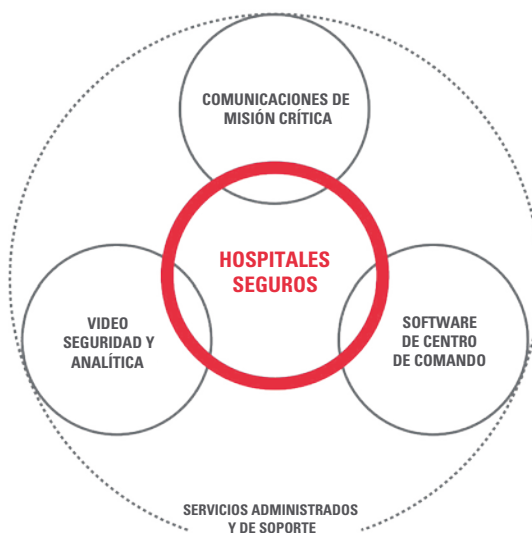 COMUNICACIONES DE
MISIÓN CRÍTICA
HOSPITALES
SEGUROS
VIDEO
SEGURIDAD Y
ANALÍTICA
SOFTWARE
DE CENTRO
DE COMANDO
SERVICIOS ADMINISTRADOS
Y DE SOPORTE